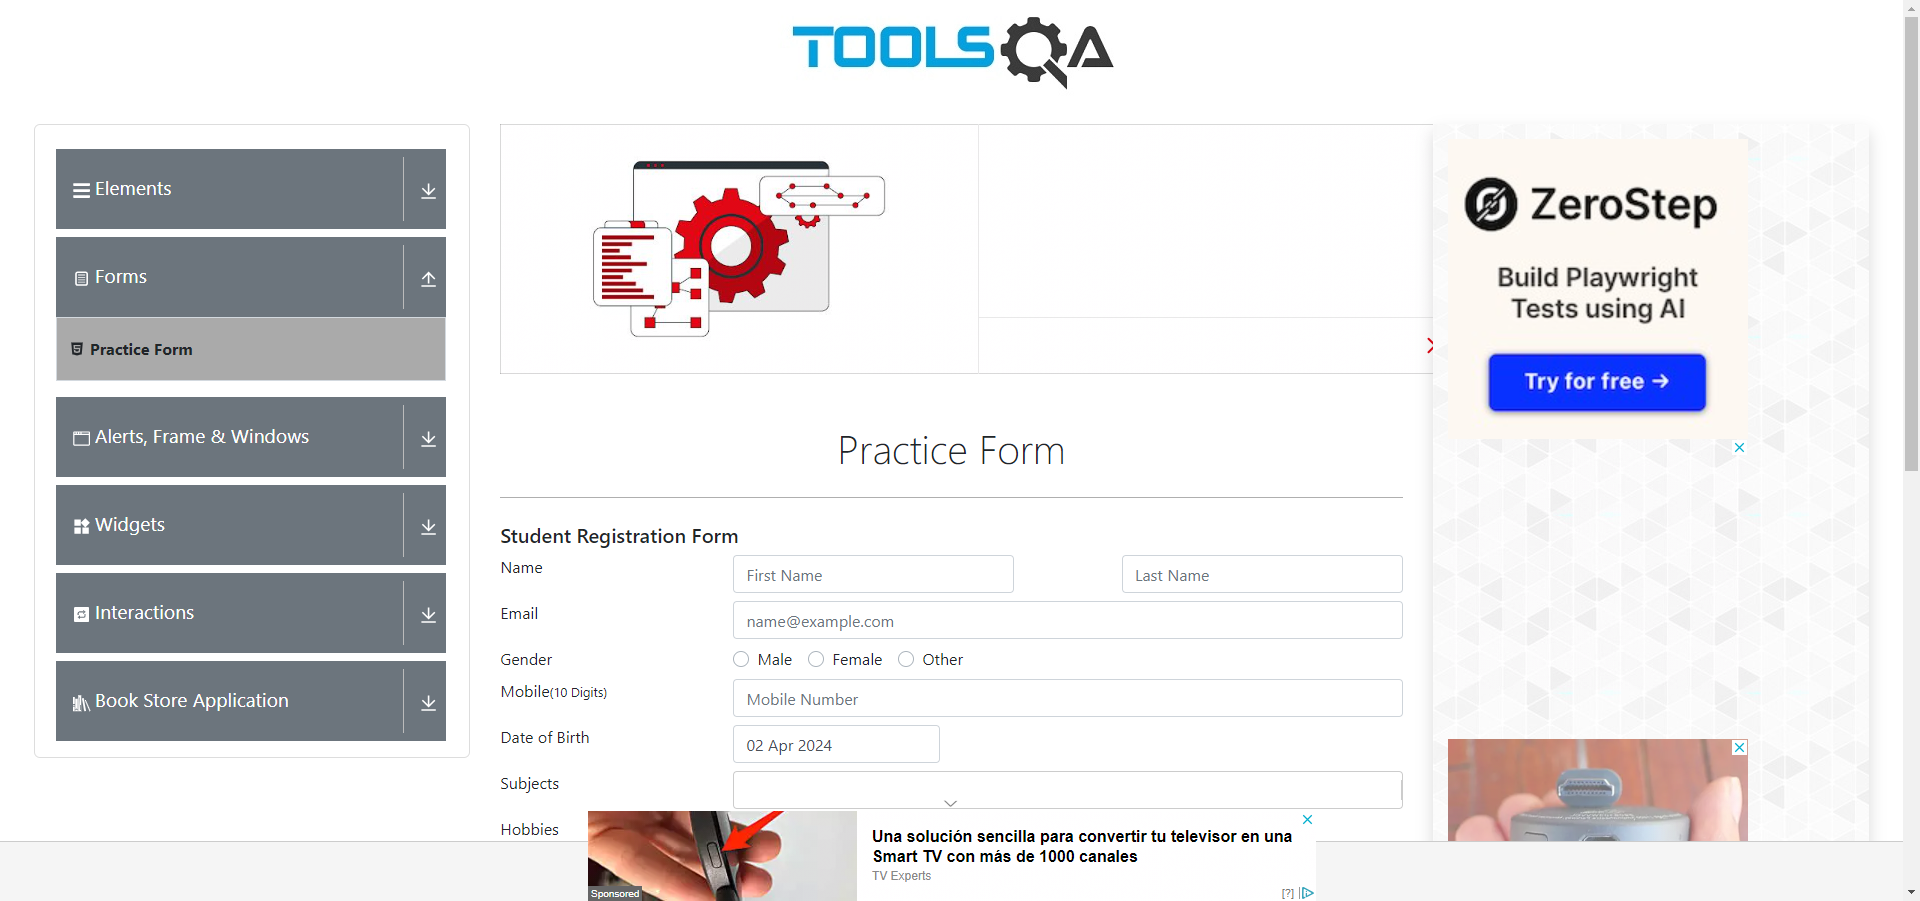 TOOLSQA
Elements
Forms
Practice Form
Alerts, Frame & Windows
Widgets
Interactions
Book Store Application
Practice Form
Student Registration Form
Name
First Name
Last Name
Email
name@example.com
Gender
Male
Female
Other
Mobile(10 Digits)
Mobile Number
Date of Birth
02 Apr 2024
Subjects
Hobbies
ZeroStep
Build Playwright
Tests using AI
Try for free →
Una solución sencilla para convertir tu televisor en una
Smart TV con más de 1000 canales
TV Experts
Sponsored
[?]